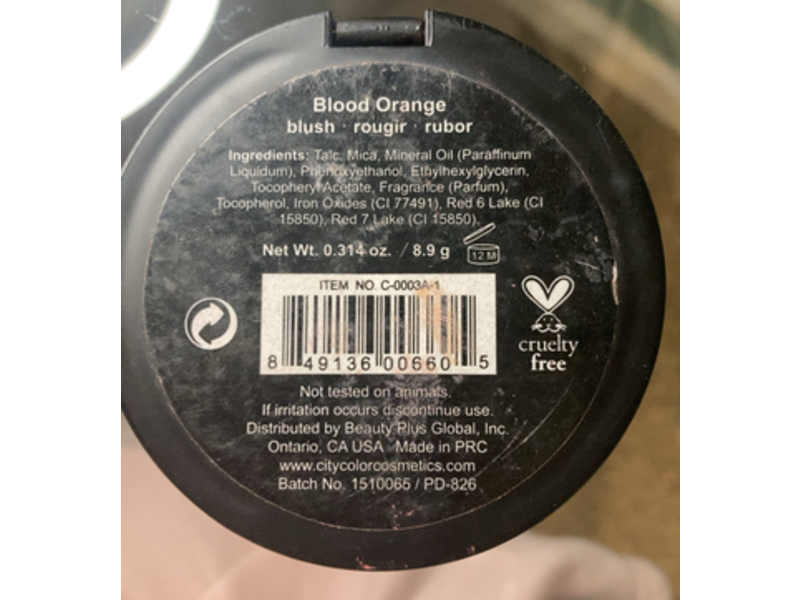 Blood Orange
blush · rougir · rubor
Ingredients: Talc, Mica, Mineral Oil (Paraffinum
Liquidum), Phenoxyethanol, Ethylhexylglycerin,
Tocopheryl Acetate, Fragrance (Parfum),
Tocopherol, Iron Oxides (CI 77491), Red 6 Lake (CI
15850), Red 7 Lake (CI 15850).
Net Wt. 0.314 oz. / 8.9 g
12 M
ITEM NO. C-0003A-1
8 49136 00660 5
cruelty
free
Not tested on animals.
If irritation occurs discontinue use.
Distributed by Beauty Plus Global, Inc.
Ontario, CA USA Made in PRC
www.citycolorcosmetics.com
Batch No. 1510066 / PD-826